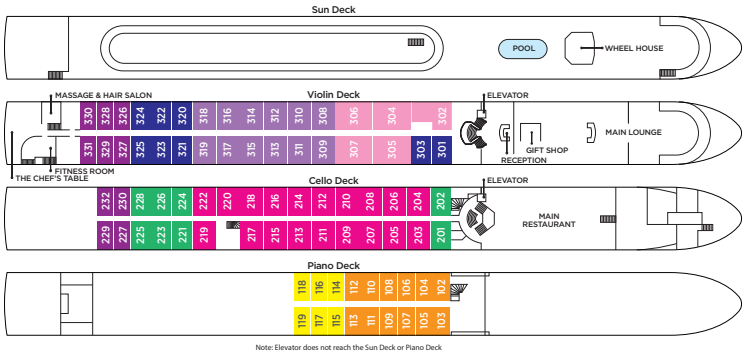 Sun Deck
POOL
WHEEL HOUSE
MASSAGE & HAIR SALON
Violin Deck
ELEVATOR
330 328 326 324 322 320 318 316 314 312 310 308 306 304 302
331 329 327 325 323 321 319 317 315 313 311 309 307 305 303 301
MAIN LOUNGE
GIFT SHOP
RECEPTION
FITNESS ROOM
THE CHEF'S TABLE
Cello Deck
ELEVATOR
232 230 228 226 224 222 220 218 216 214 212 210 208 206 204 202
229 227 225 223 221 219 217 215 213 211 209 207 205 203 201
MAIN
RESTAURANT
Piano Deck
118 116 114 112 110 108 106 104 102
119 117 115 113 111 109 107 105 103
Note: Elevator does not reach the Sun Deck or Piano Deck